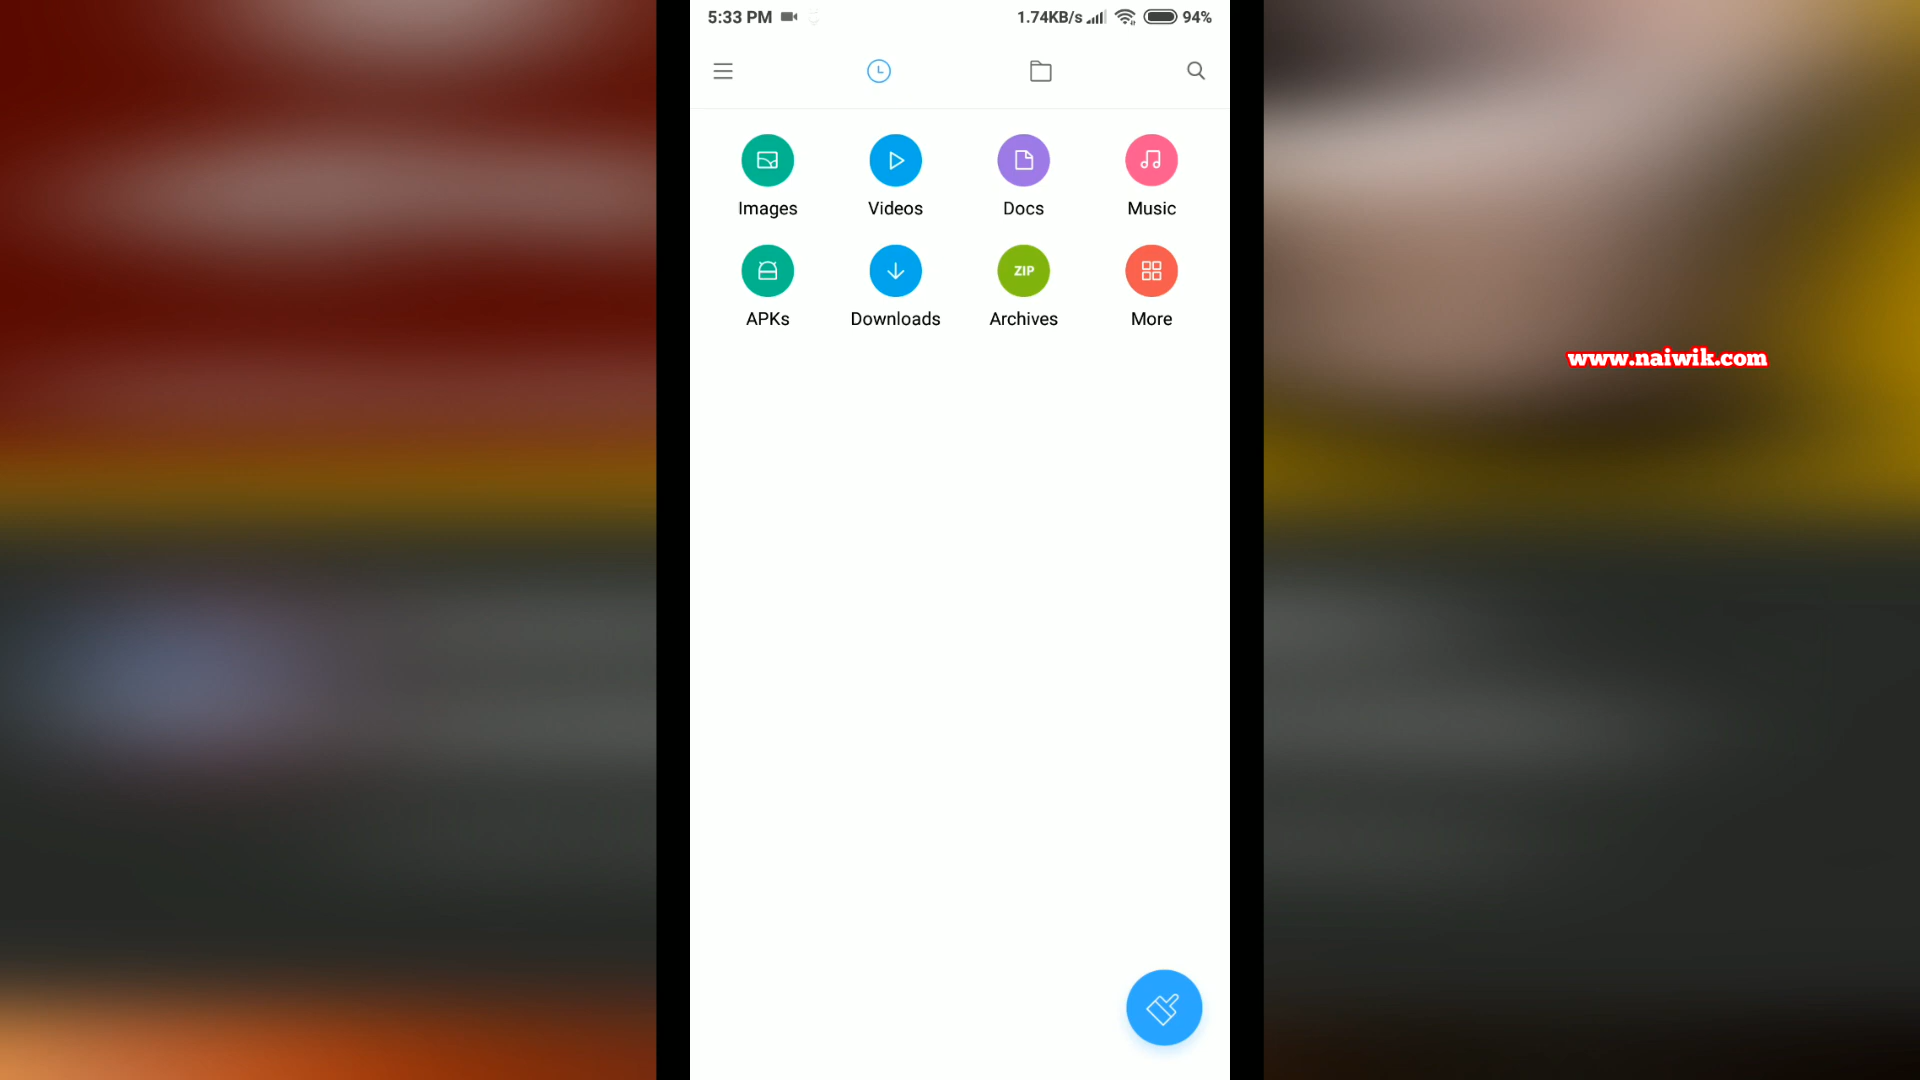 5:33 PM 1.74KB/s 94%
Images Videos Docs Music
ZIP
APKs Downloads Archives More
www.naiwik.com